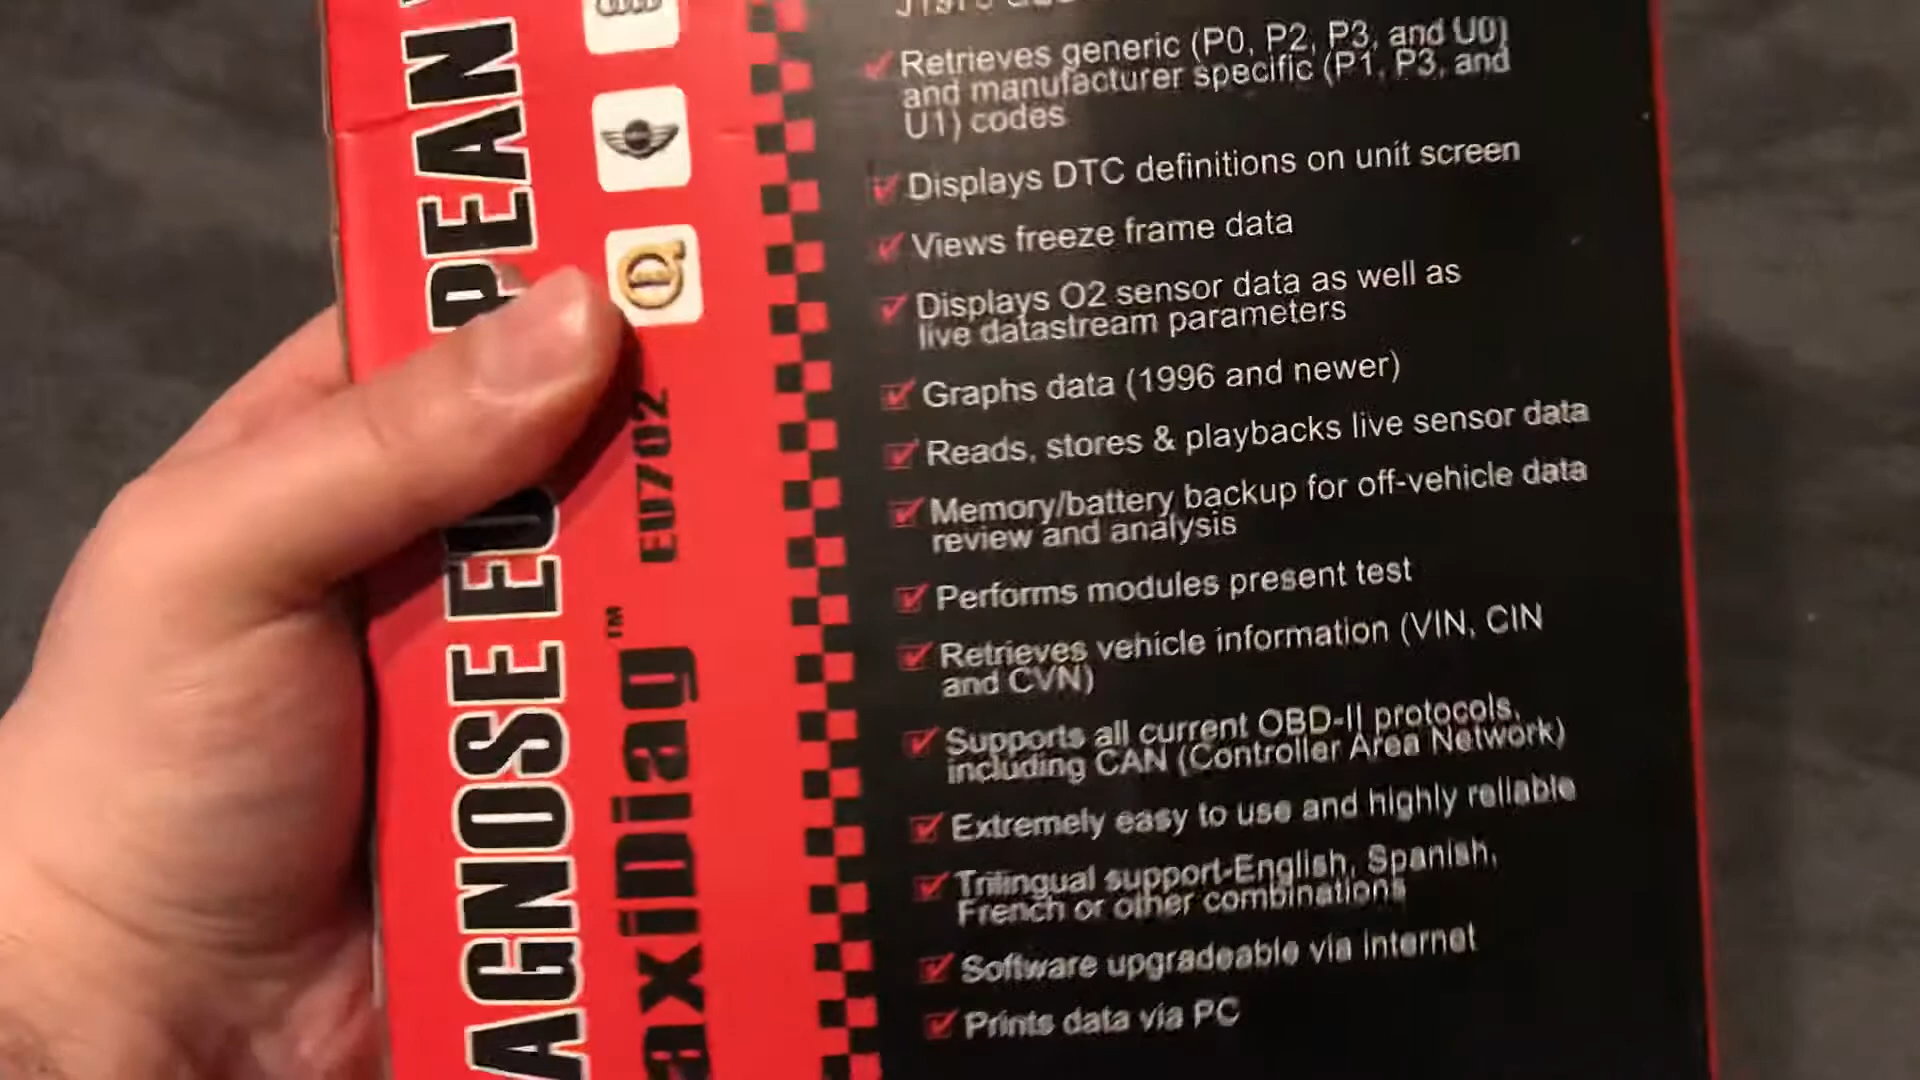 Retrieves generic (P0, P2, P3, and U0)
and manufacturer specific (P1, P3, and
U1) codes
Displays DTC definitions on unit screen
Views freeze frame data
Displays O2 sensor data as well as
live datastream parameters
Graphs data (1996 and newer)
Reads, stores & playbacks live sensor data
Memory/battery backup for off-vehicle data
review and analysis
Performs modules present test
Retrieves vehicle information (VIN, CIN
and CVN)
Supports all current OBD-II protocols,
including CAN (Controller Area Network)
Extremely easy to use and highly reliable
Trilingual support-English, Spanish,
French or other combinations
Software upgradeable via internet
Prints data via PC
axiDiag™ EU702
AGNOSE EU PEAN